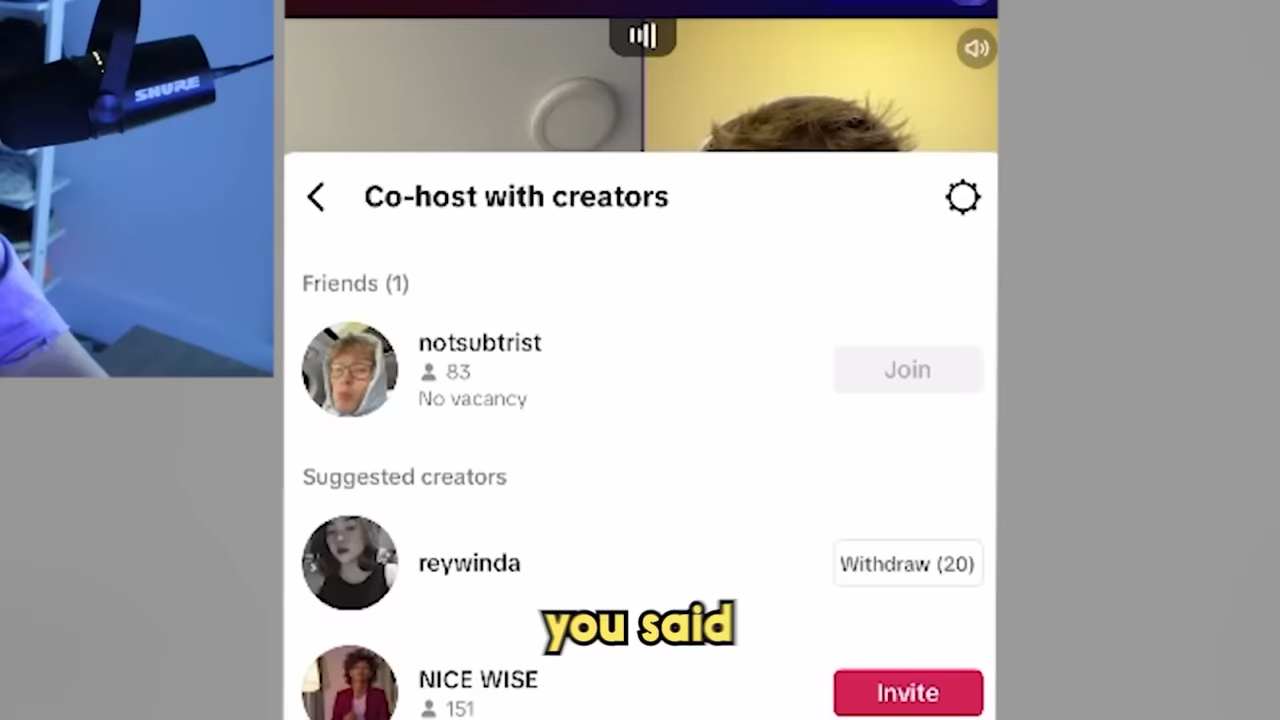 SHURE
Co-host with creators
Friends (1)
notsubtrist
83
No vacancy
Join
Suggested creators
reywinda
Withdraw (20)
you said
NICE WISE
151
Invite